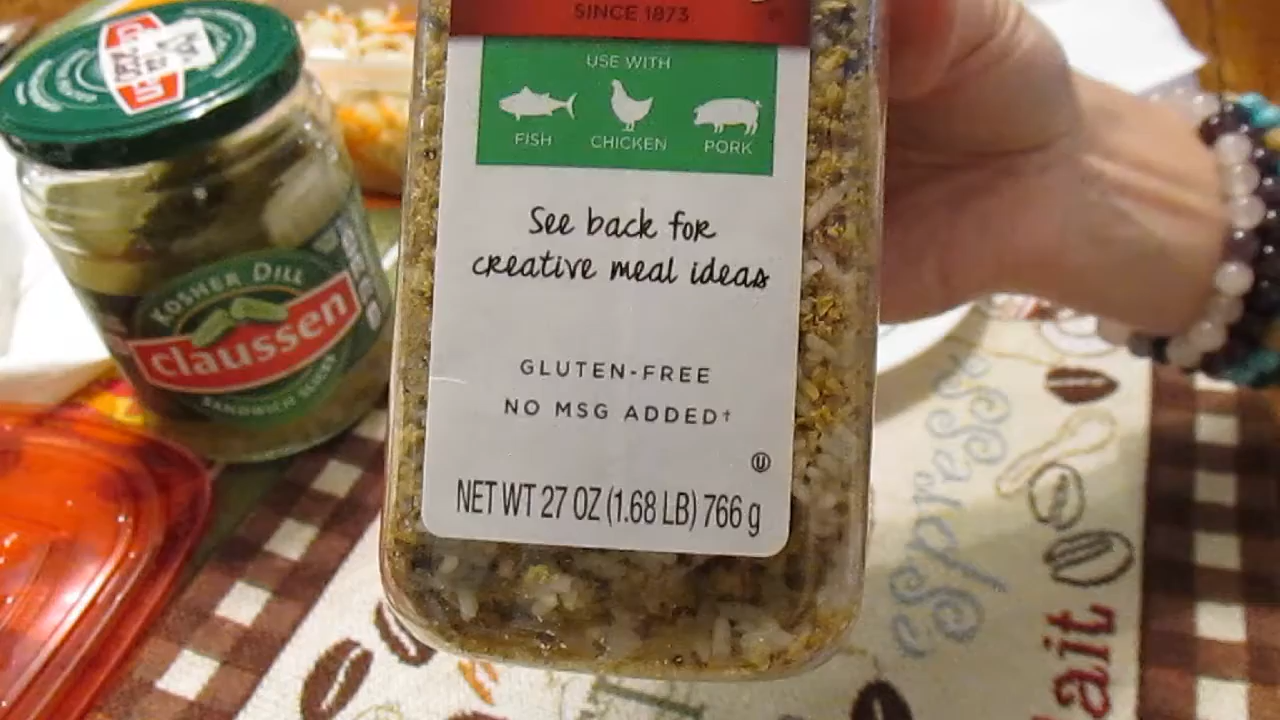 SINCE 1873
USE WITH
FISH
CHICKEN
PORK
See back for
creative meal ideas
GLUTEN-FREE
NO MSG ADDED†
U
NET WT 27 OZ (1.68 LB) 766 g
KOSHER DILL
Claussen
SANDWICH SLICES
Espresso
lait